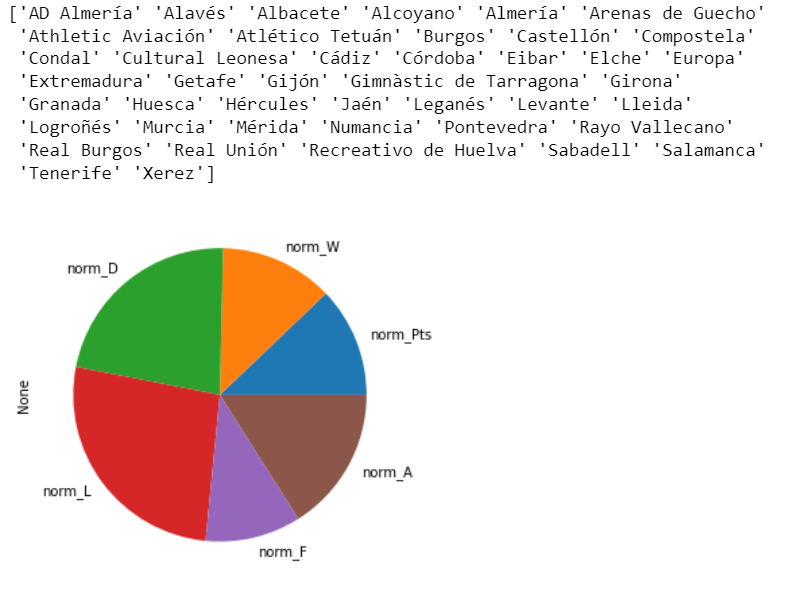 ['AD Almería' 'Alavés' 'Albacete' 'Alcoyano' 'Almería' 'Arenas de Guecho'
'Athletic Aviación' 'Atlético Tetuán' 'Burgos' 'Castellón' 'Compostela'
'Condal' 'Cultural Leonesa' 'Cádiz' 'Córdoba' 'Eibar' 'Elche' 'Europa'
'Extremadura' 'Getafe' 'Gijón' 'Gimnàstic de Tarragona' 'Girona'
'Granada' 'Huesca' 'Hércules' 'Jaén' 'Leganés' 'Levante' 'Lleida'
'Logroñés' 'Murcia' 'Mérida' 'Numancia' 'Pontevedra' 'Rayo Vallecano'
'Real Burgos' 'Real Unión' 'Recreativo de Huelva' 'Sabadell' 'Salamanca'
'Tenerife' 'Xerez']
norm_W
norm_D
norm_Pts
None
norm_A
norm_L
norm_F